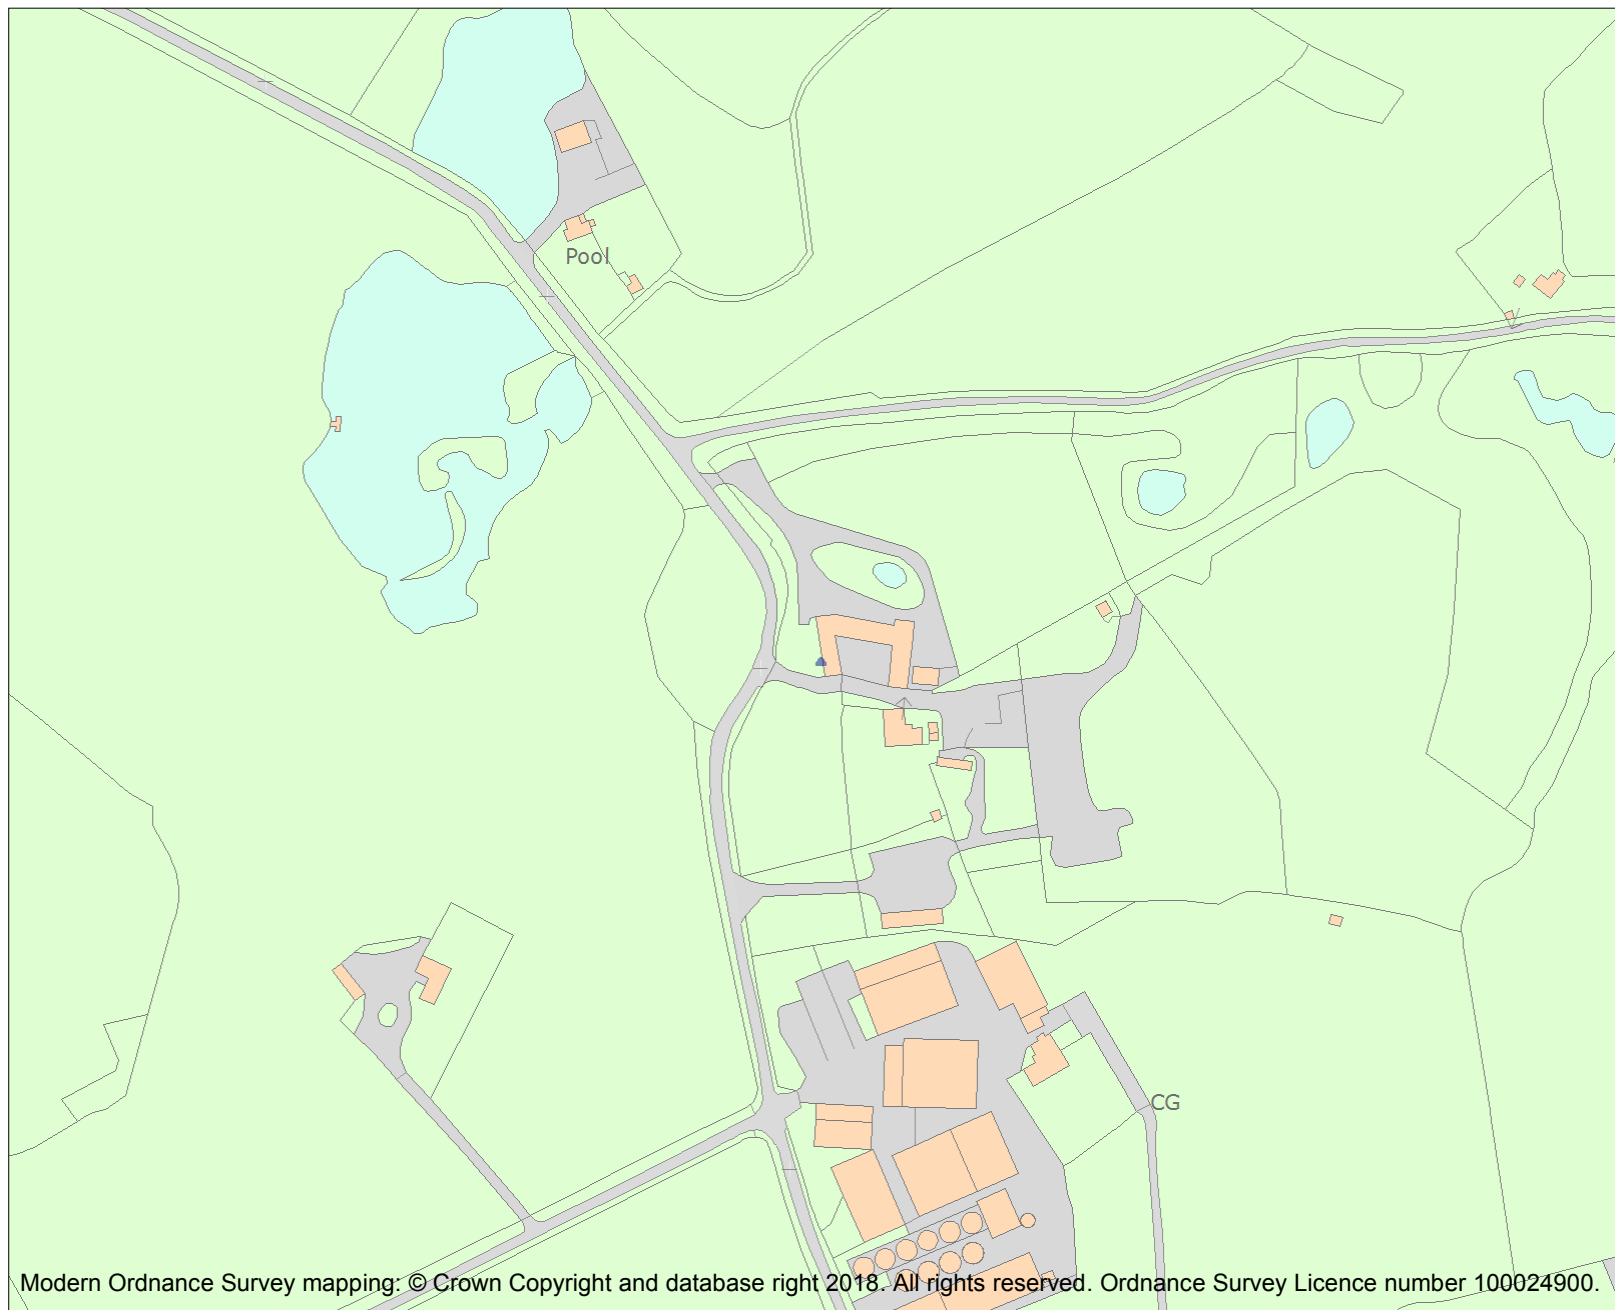 Pool
CG
Modern Ordnance Survey mapping: © Crown Copyright and database right 2018. All rights reserved. Ordnance Survey Licence number 100024900.